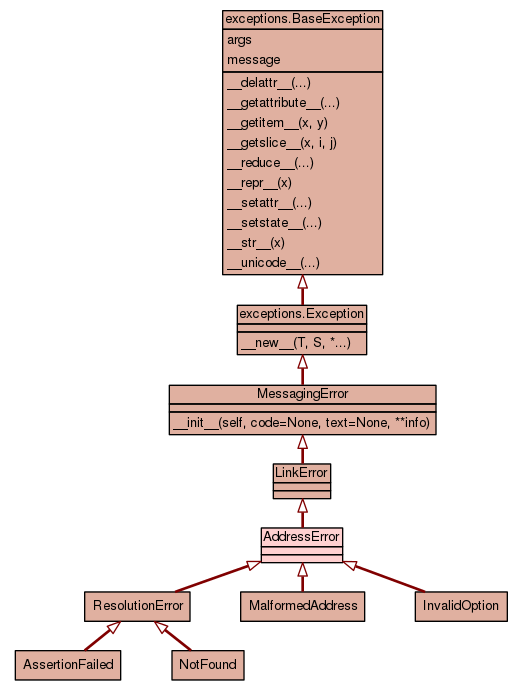 exceptions.BaseException
args
message
__delattr__(...)
__getattribute__(...)
__getitem__(x, y)
__getslice__(x, i, j)
__reduce__(...)
__repr__(x)
__setattr__(...)
__setstate__(...)
__str__(x)
__unicode__(...)
exceptions.Exception
__new__(T, S, *...)
MessagingError
__init__(self, code=None, text=None, **info)
LinkError
AddressError
ResolutionError
MalformedAddress
InvalidOption
AssertionFailed
NotFound